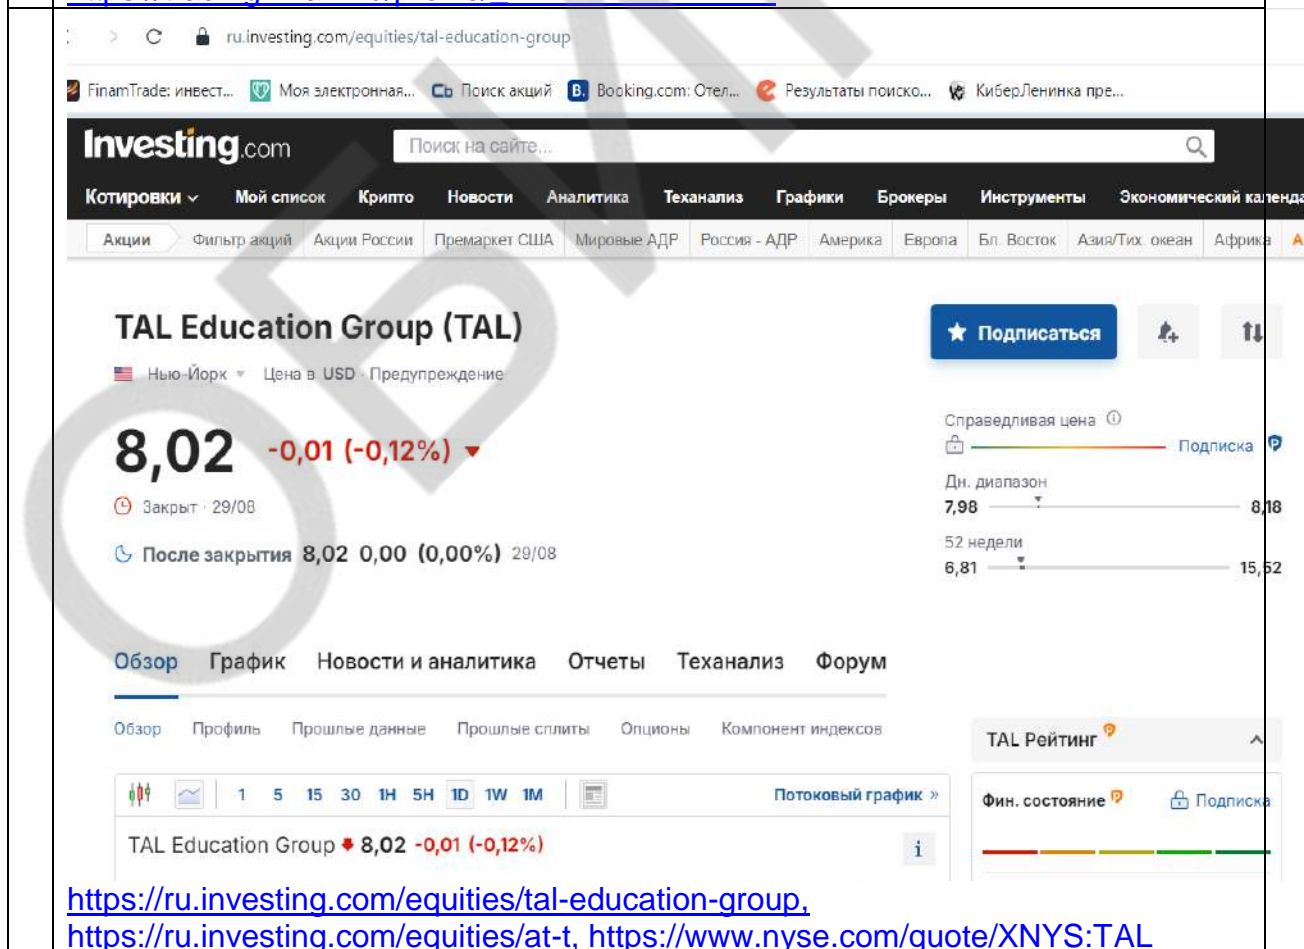 ru.investing.com/equities/tal-education-group
FinamTrade: инвест... Моя электронная... Сь Поиск акций B. Booking.com: Отел... Результаты поиско... КиберЛенинка пре...
Investing.com Поиск на сайте...
Котировки Мой список Крипто Новости Аналитика Теханализ Графики Брокеры Инструменты Экономический календа
Акции Фильтр акций Акции России Премаркет США Мировые АДР Россия - АДР Америка Европа Бл. Восток Азия/Тих. океан Африка А
TAL Education Group (TAL) Подписаться
Нью-Йорк Цена в USD · Предупреждение
Справедливая цена
8,02 -0,01 (-0,12%) Подписка
Дн. диапазон
Закрыт · 29/08 7,98 8,18
52 недели
После закрытия 8,02 0,00 (0,00%) 29/08 6,81 15,52
Обзор График Новости и аналитика Отчеты Теханализ Форум
Обзор Профиль Прошлые данные Прошлые сплиты Опционы Компонент индексов
TAL Рейтинг
1 5 15 30 1H 5H 1D 1W 1M Потоковый график »
Фин. состояние Подписка
TAL Education Group 8,02 -0,01 (-0,12%) i
https://ru.investing.com/equities/tal-education-group,
https://ru.investing.com/equities/at-t, https://www.nyse.com/quote/XNYS:TAL